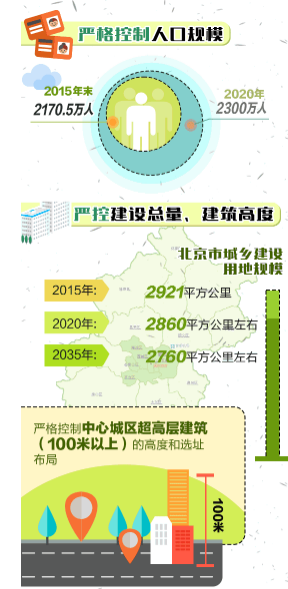 严格控制人口规模
2015年末
2170.5万人
2020年
2300万人
严控建设总量、建筑高度
北京市城乡建设
用地规模
2015年:
2921平方公里
2020年:
2860平方公里左右
2035年:
2760平方公里左右
严格控制中心城区超高层建筑
（100米以上）的高度和选址
布局
100米